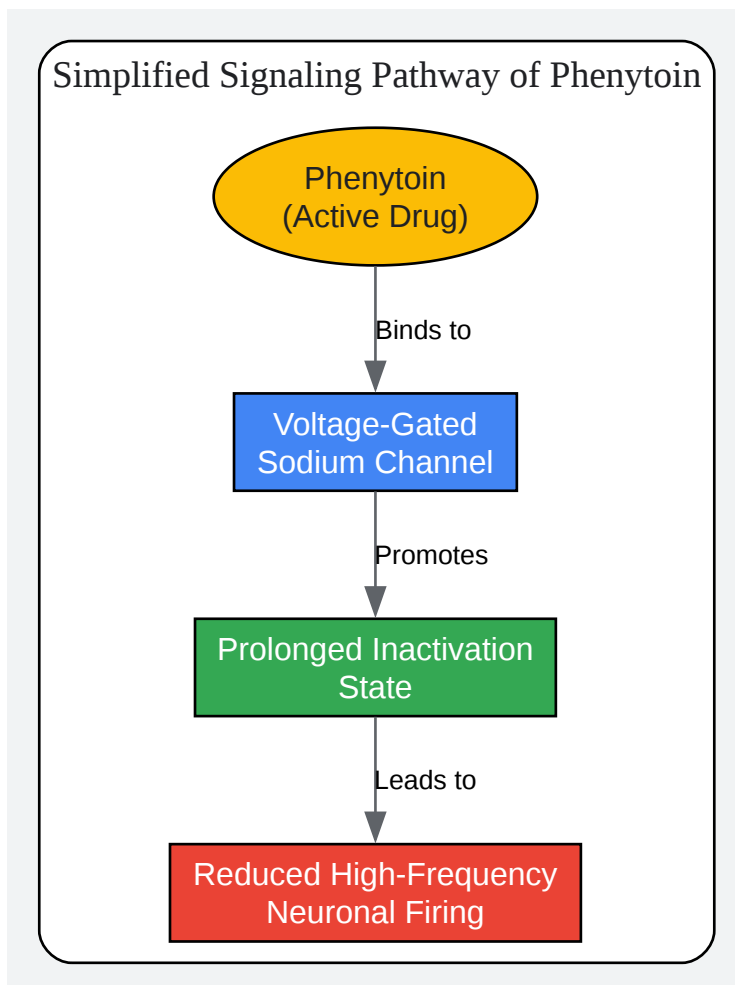 Simplified Signaling Pathway of Phenytoin
Phenytoin
(Active Drug)
Binds to
Voltage-Gated
Sodium Channel
Promotes
Prolonged Inactivation
State
Leads to
Reduced High-Frequency
Neuronal Firing